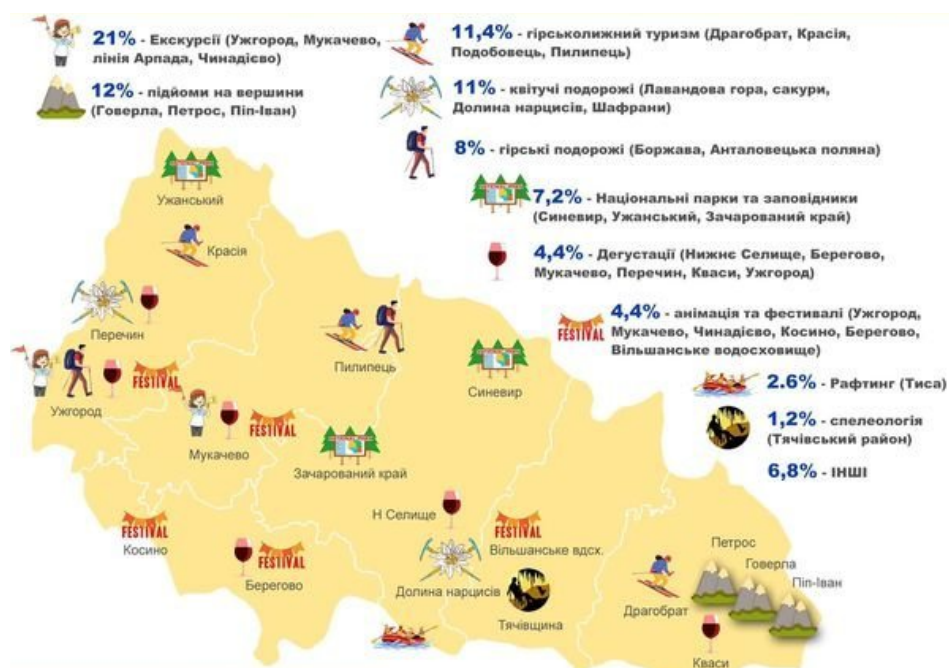 21% - Екскурсії (Ужгород, Мукачево,
лінія Арпада, Чинадієво)
12% - підйоми на вершини
(Говерла, Петрос, Піп-Іван)
11,4% - гірськолижний туризм (Драгобрат, Красія,
Подобовець, Пилипець)
11% - квітучі подорожі (Лавандова гора, сакури,
Долина нарцисів, Шафрани)
8% - гірські подорожі (Боржава, Анталовецька поляна)
7,2% - Національні парки та заповідники
(Синевир, Ужанський, Зачарований край)
4,4% - Дегустації (Нижнє Селище, Берегово,
Мукачево, Перечин, Кваси, Ужгород)
4,4% - анімація та фестивалі (Ужгород,
Мукачево, Чинадієво, Косино, Берегово,
Вільшанське водосховище)
FESTIVAL
2.6% - Рафтинг (Тиса)
1,2% - спелеологія
(Тячівський район)
6,8% - ІНШІ
Ужанський
Красія
Перечин
Пилипець
Синевир
FESTIVAL
Ужгород
FESTIVAL
Мукачево
Зачарований край
Н Селище
FESTIVAL
Косино
FESTIVAL
Берегово
FESTIVAL
Вільшанське вдсх.
Долина нарцисів
Тячівщина
Петрос
Говерла
Піп-Іван
Драгобрат
Кваси